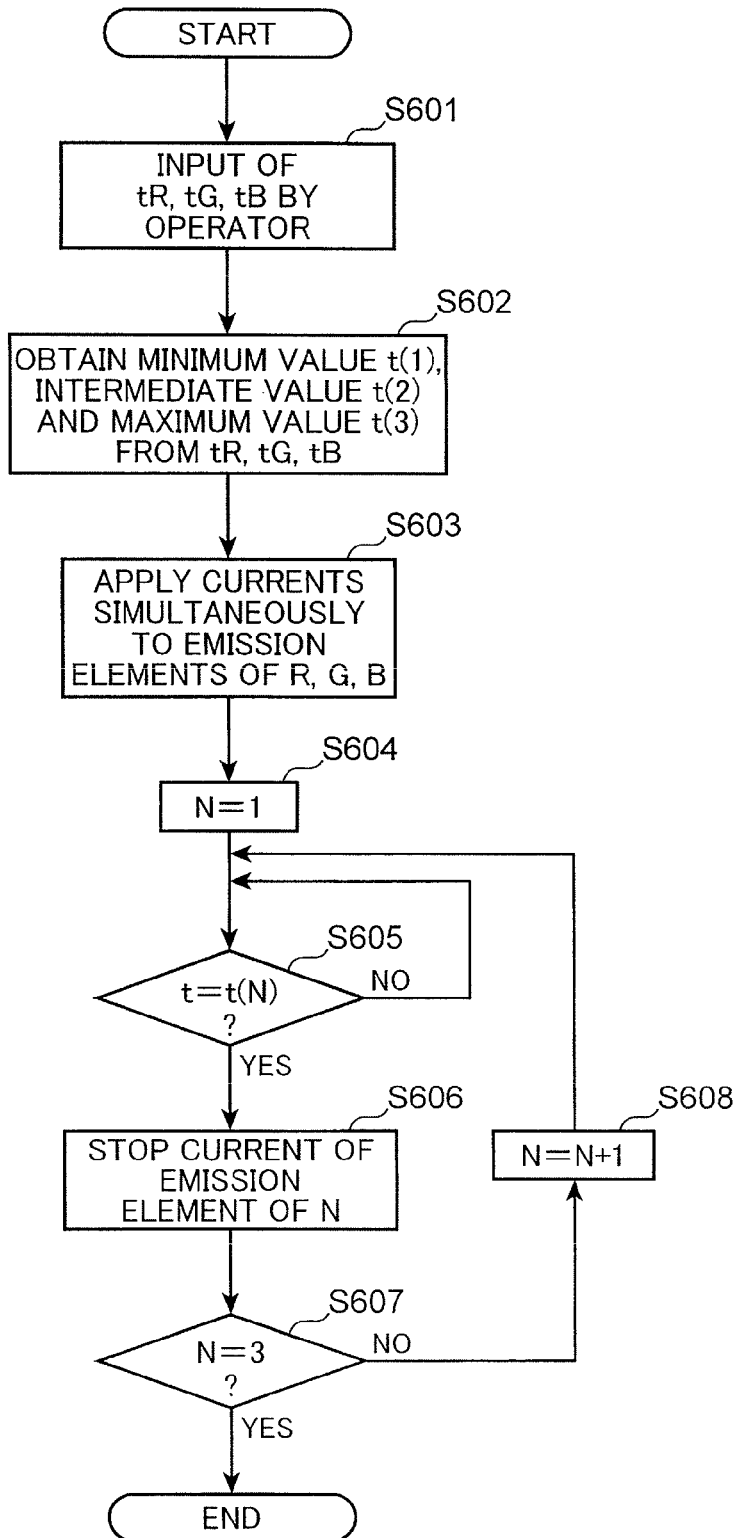 START
S601
INPUT OF
tR, tG, tB BY
OPERATOR
S602
OBTAIN MINIMUM VALUE t(1),
INTERMEDIATE VALUE t(2)
AND MAXIMUM VALUE t(3)
FROM tR, tG, tB
S603
APPLY CURRENTS
SIMULTANEOUSLY
TO EMISSION
ELEMENTS OF R, G, B
S604
N=1
S605
t=t(N)
?
NO
YES
S606
STOP CURRENT OF
EMISSION
ELEMENT OF N
S608
N=N+1
S607
N=3
?
NO
YES
END